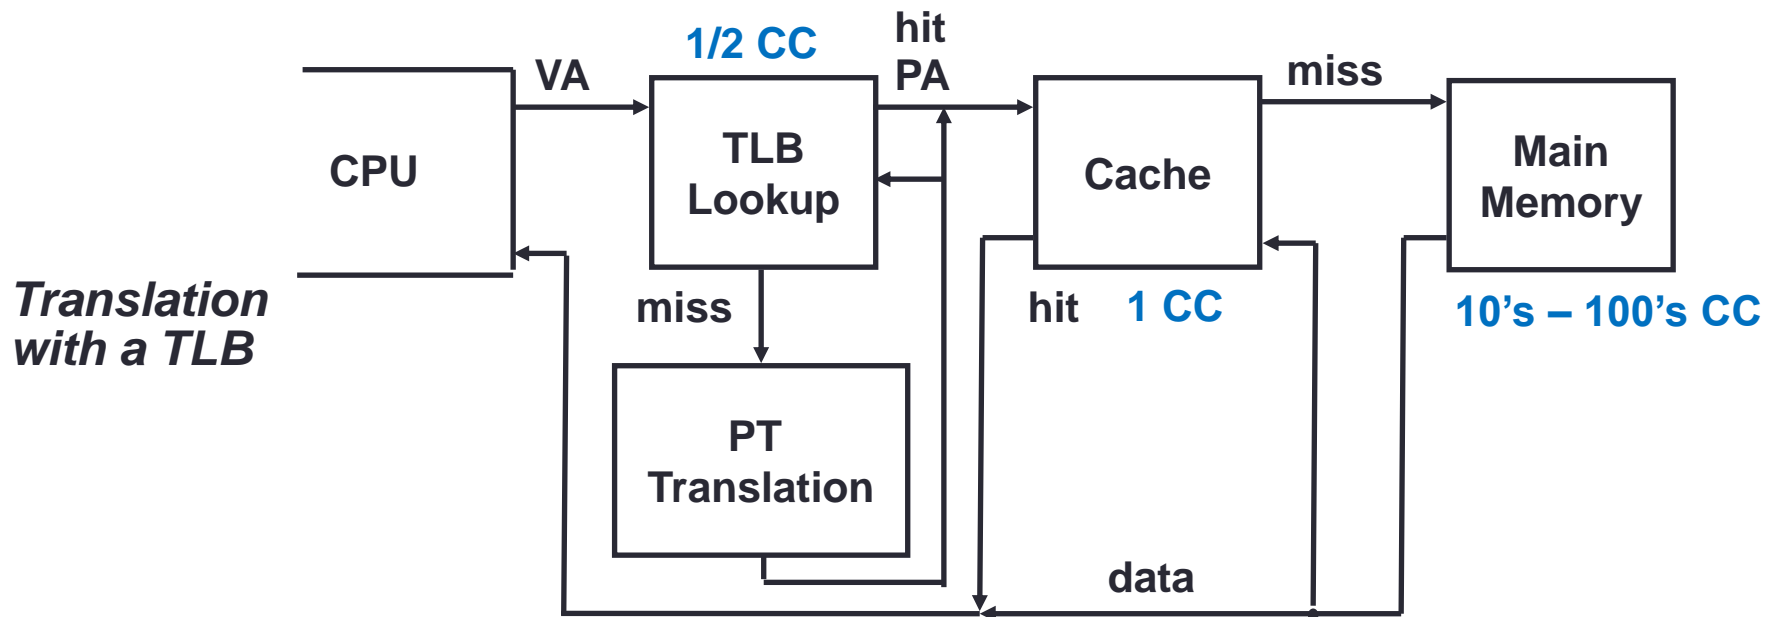 1/2 CC
hit
VA
PA
miss
CPU
TLB
Lookup
Cache
Main
Memory
Translation
with a TLB
miss
hit
1 CC
10's – 100's CC
PT
Translation
data